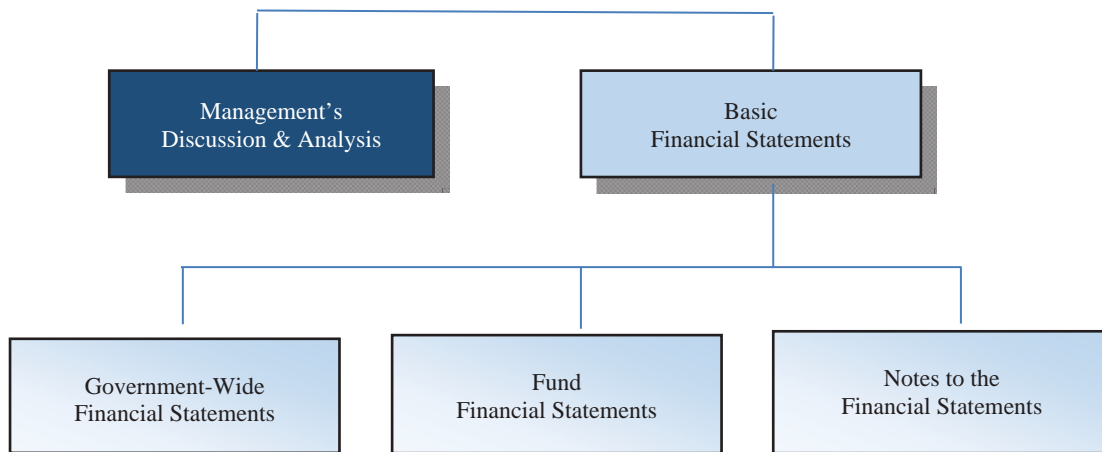 Management’s
Discussion & Analysis
Basic
Financial Statements
Government-Wide
Financial Statements
Fund
Financial Statements
Notes to the
Financial Statements